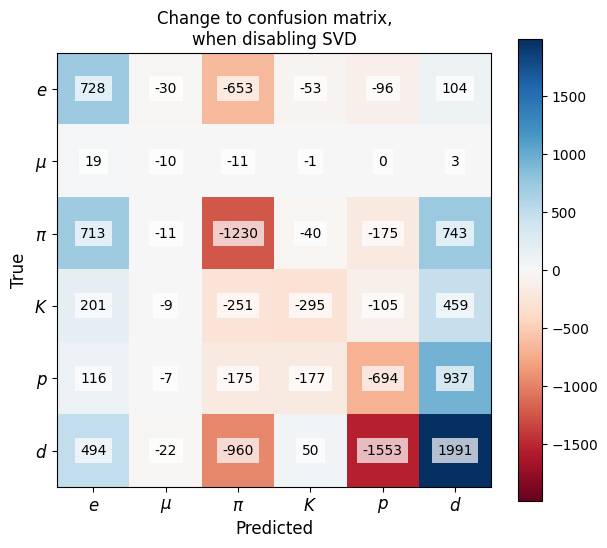 Change to confusion matrix,
when disabling SVD
e 728 -30 -653 -53 -96 104
μ 19 -10 -11 -1 0 3
π 713 -11 -1230 -40 -175 743
K 201 -9 -251 -295 -105 459
p 116 -7 -175 -177 -694 937
d 494 -22 -960 50 -1553 1991
e μ π K p d
Predicted
True
1500
1000
500
0
−500
−1000
−1500